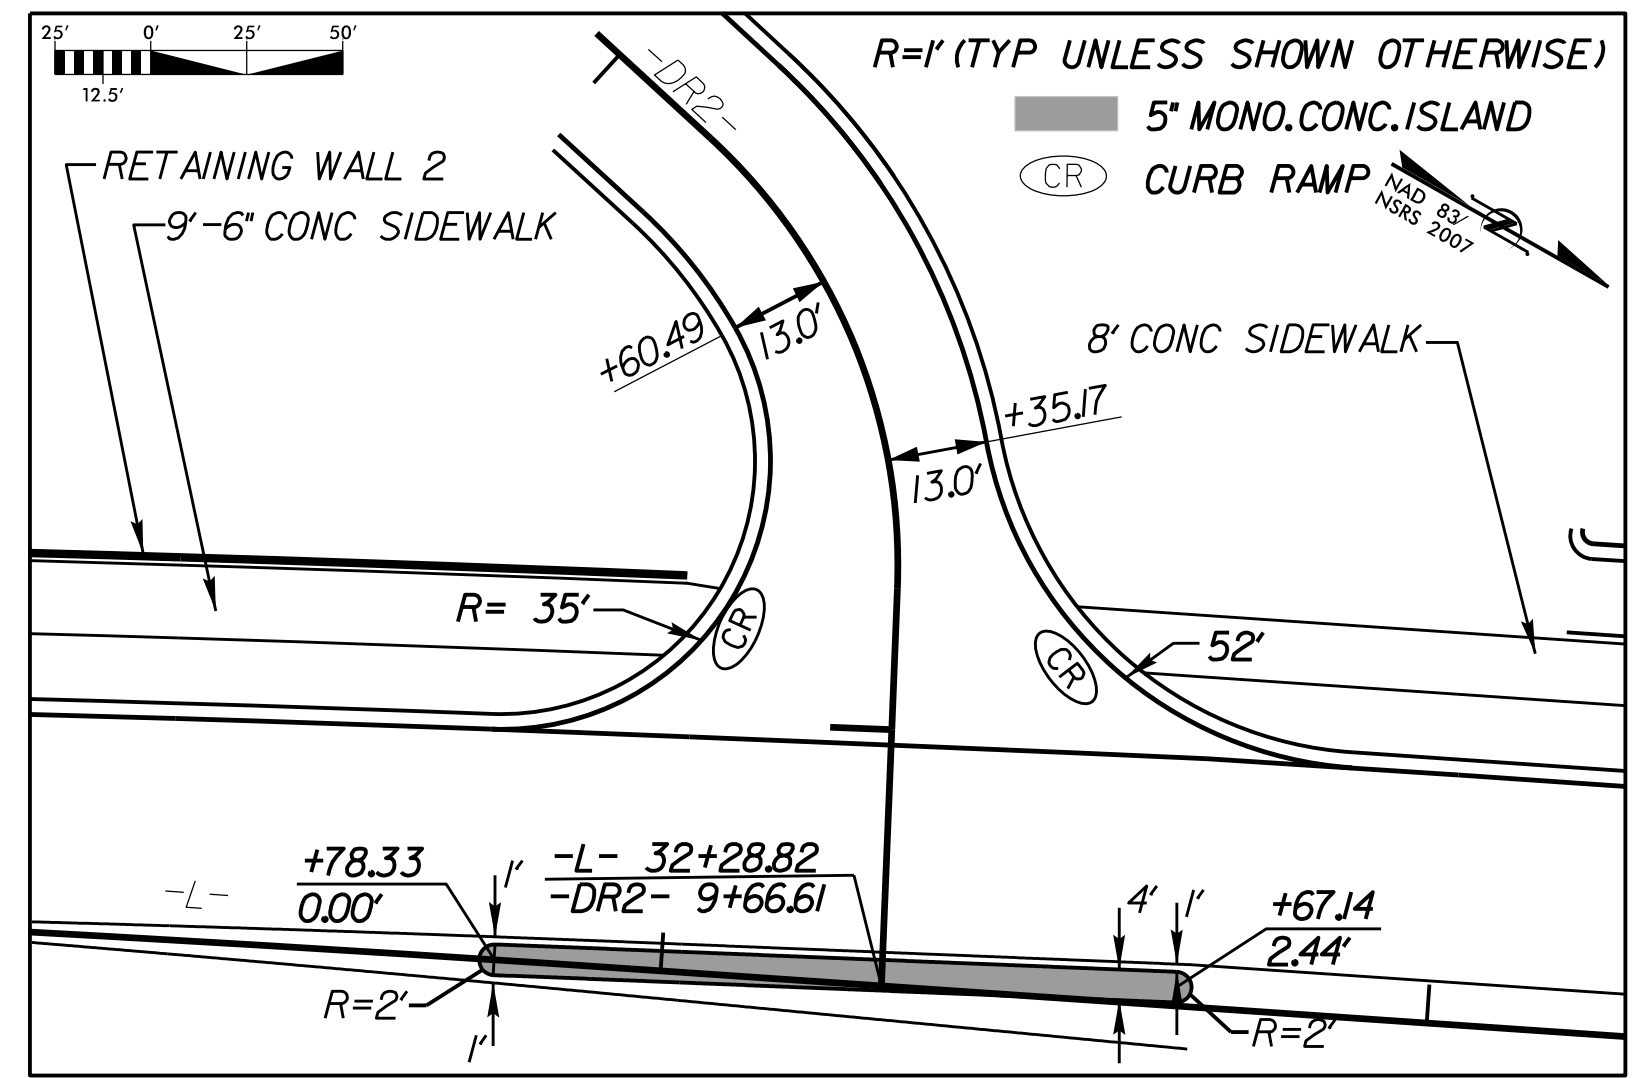 25' 0' 25' 50'
12.5'
R=1' (TYP UNLESS SHOWN OTHERWISE)
5" MONO.CONC.ISLAND
CR CURB RAMP
NAD 83/
NSRS 2007
-DR2-
RETAINING WALL 2
9'-6" CONC SIDEWALK
+60.49
13.0'
8' CONC SIDEWALK
+35.17
13.0'
R= 35'
CR
CR
52'
+78.33
0.00'
1'
-L- 32+28.82
-DR2- 9+66.61
-L-
4' 1'
+67.14
2.44'
R=2'
1'
R=2'